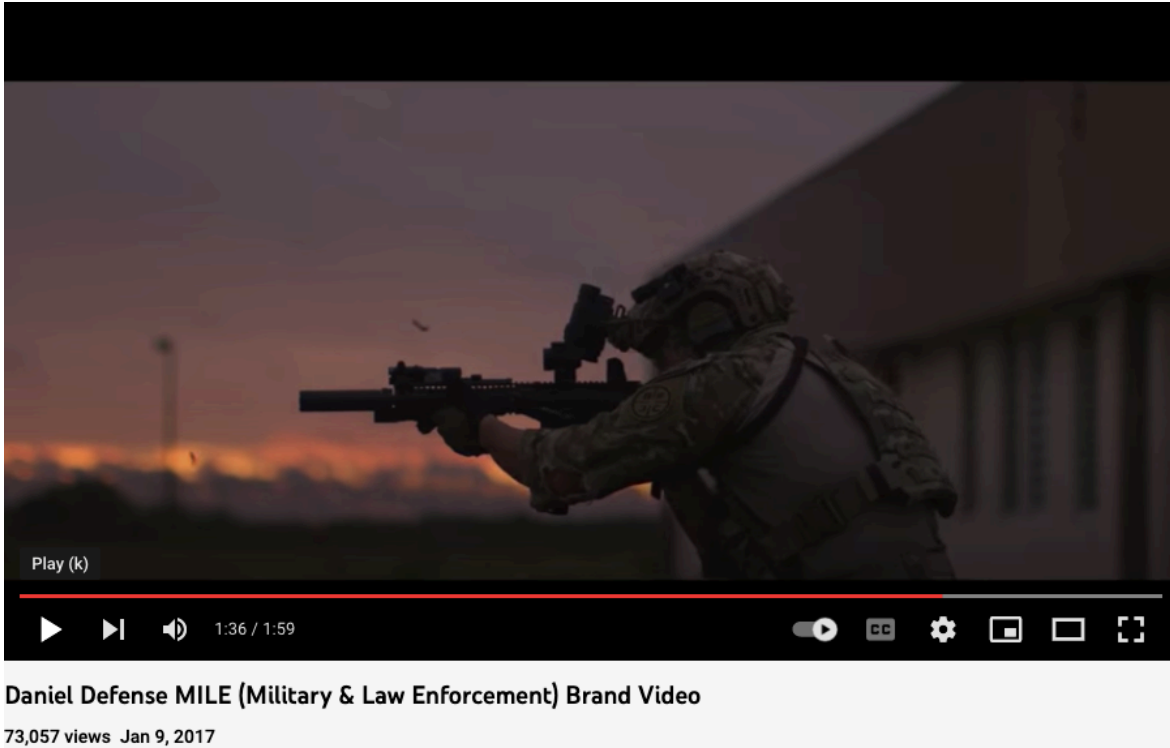 Play (k)
1:36 / 1:59
CC
Daniel Defense MILE (Military & Law Enforcement) Brand Video
73,057 views Jan 9, 2017